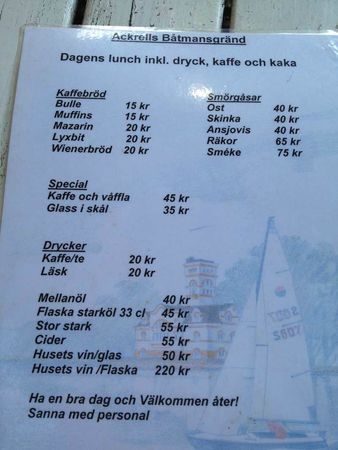 Ackrells Båtmansgränd
Dagens lunch inkl. dryck, kaffe och kaka
Kaffebröd
Bulle 15 kr
Muffins 15 kr
Mazarin 20 kr
Lyxbit 20 kr
Wienerbröd 20 kr
Smörgåsar
Ost 40 kr
Skinka 40 kr
Ansjovis 40 kr
Räkor 65 kr
Sméke 75 kr
Special
Kaffe och våffla 45 kr
Glass i skål 35 kr
Drycker
Kaffe/te 20 kr
Läsk 20 kr
Mellanöl 40 kr
Flaska starköl 33 cl 45 kr
Stor stark 55 kr
Cider 55 kr
Husets vin/glas 50 kr
Husets vin /Flaska 220 kr
Ha en bra dag och Välkommen åter!
Sanna med personal